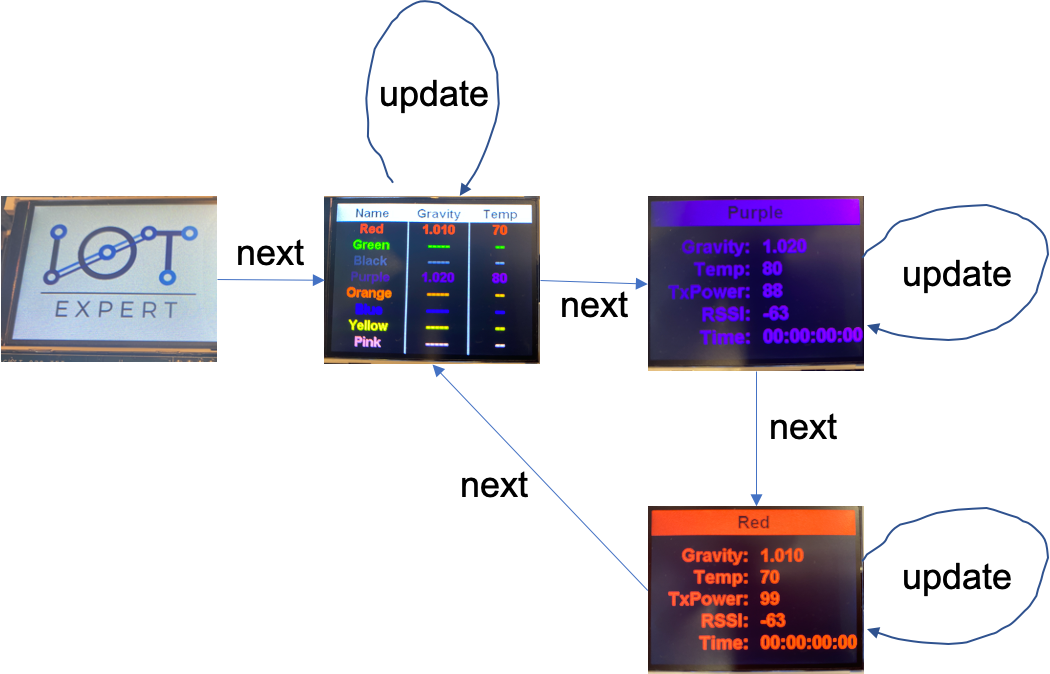 update
IOT
EXPERT
next
Name Gravity Temp
Red 1.010 70
Green ----- --
Black ----- --
Purple 1.020 80
Orange ----- --
Blue ----- --
Yellow ----- --
Pink ----- --
next
Purple
Gravity: 1.020
Temp: 80
TxPower: 88
RSSI: -63
Time: 00:00:00:00
update
next
next
Red
Gravity: 1.010
Temp: 70
TxPower: 99
RSSI: -63
Time: 00:00:00:00
update